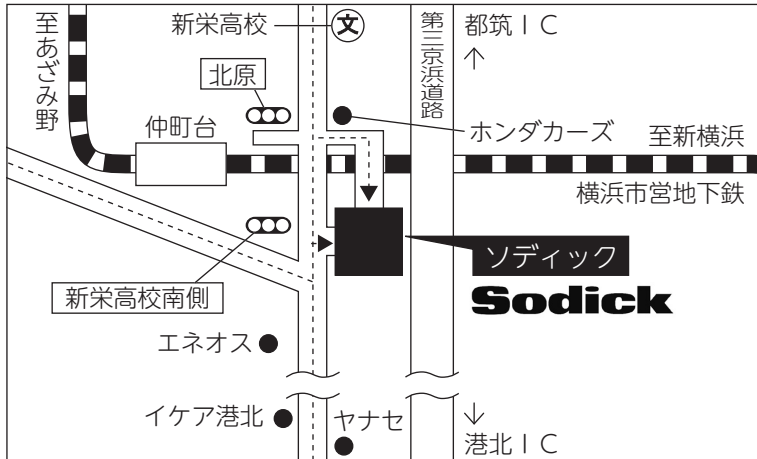 至あざみ野
新栄高校
文
第三京浜道路
都筑ＩＣ
↑
北原
仲町台
ホンダカーズ
至新横浜
横浜市営地下鉄
ソディック
Sodick
新栄高校南側
エネオス
イケア港北
ヤナセ
↓
港北ＩＣ